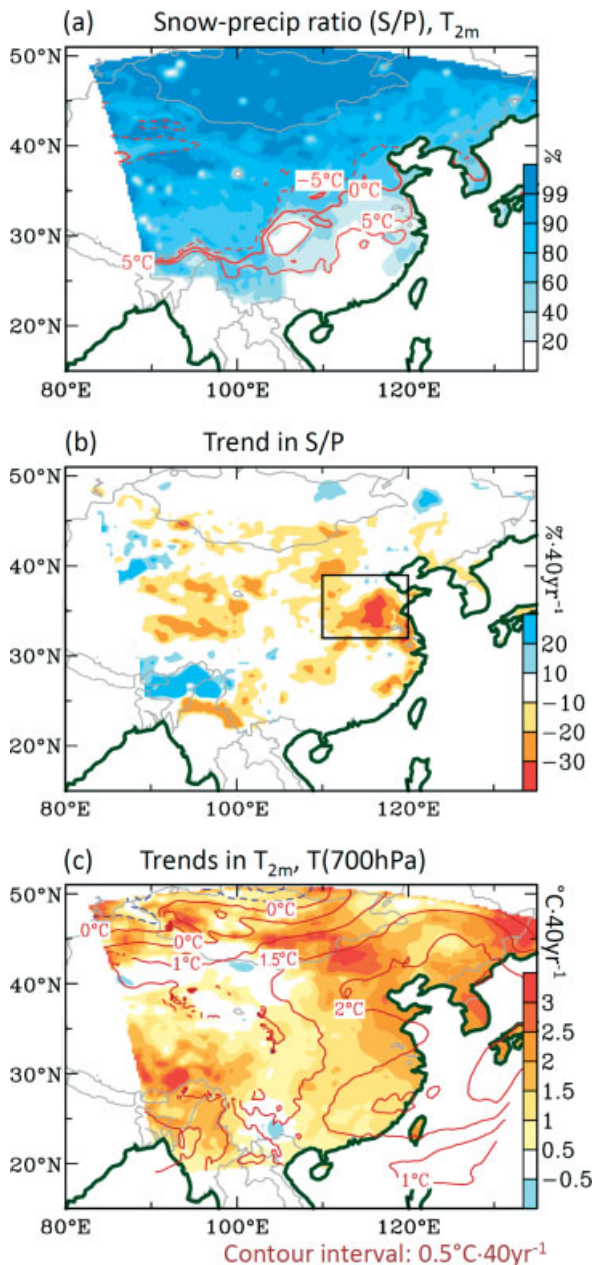 (a) Snow-precip ratio (S/P), T2m
50°N
40°N
30°N
20°N
80°E 100°E 120°E
-5°C
0°C
5°C
5°C
%
99
90
80
60
40
20
(b) Trend in S/P
50°N
40°N
30°N
20°N
80°E 100°E 120°E
%·40yr⁻¹
20
10
-10
-20
-30
(c) Trends in T2m, T(700hPa)
50°N
40°N
30°N
20°N
80°E 100°E 120°E
0°C
0°C
0°C
1°C
1.5°C
2°C
1°C
°C·40yr⁻¹
3
2.5
2
1.5
1
0.5
-0.5
Contour interval: 0.5°C·40yr⁻¹